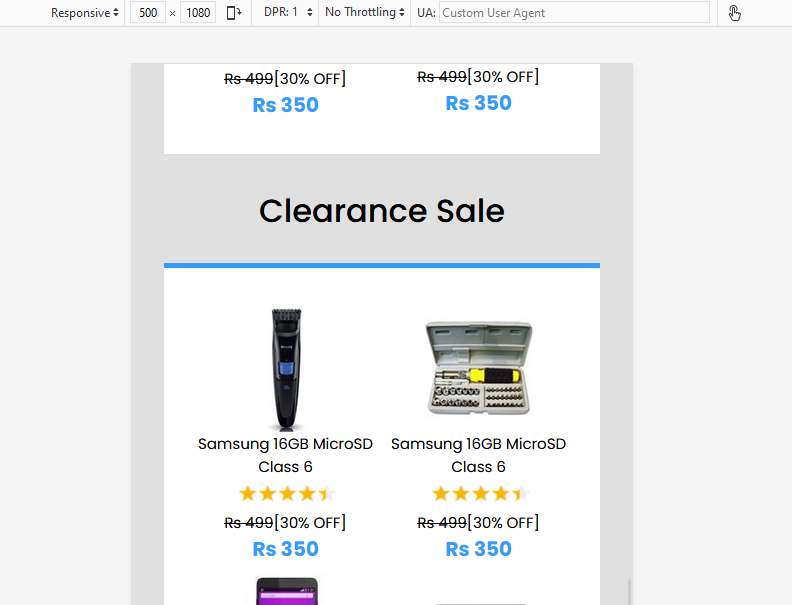 Responsive 500 × 1080 DPR: 1 No Throttling UA: Custom User Agent
Rs 499[30% OFF] Rs 499[30% OFF]
Rs 350 Rs 350
Clearance Sale
Samsung 16GB MicroSD Samsung 16GB MicroSD
Class 6 Class 6
Rs 499[30% OFF] Rs 499[30% OFF]
Rs 350 Rs 350